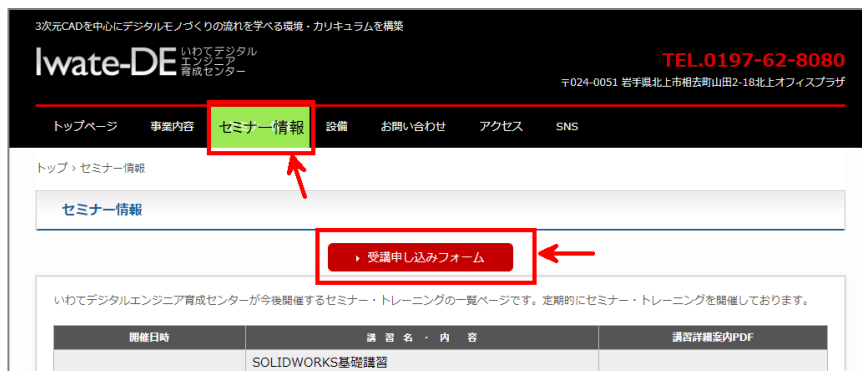 3次元CADを中心にデジタルモノづくりの流れを学べる環境・カリキュラムを構築
Iwate-DE いわてデジタル
エンジニア
育成センター
TEL.0197-62-8080
〒024-0051 岩手県北上市相去町山田2-18北上オフィスプラザ
トップページ 事業内容 セミナー情報 設備 お問い合わせ アクセス SNS
トップ › セミナー情報
セミナー情報
受講申し込みフォーム
いわてデジタルエンジニア育成センターが今後開催するセミナー・トレーニングの一覧ページです。定期的にセミナー・トレーニングを開催しております。
開催日時 講 習 名 ・ 内 容 講習詳細案内PDF
SOLIDWORKS基礎講習